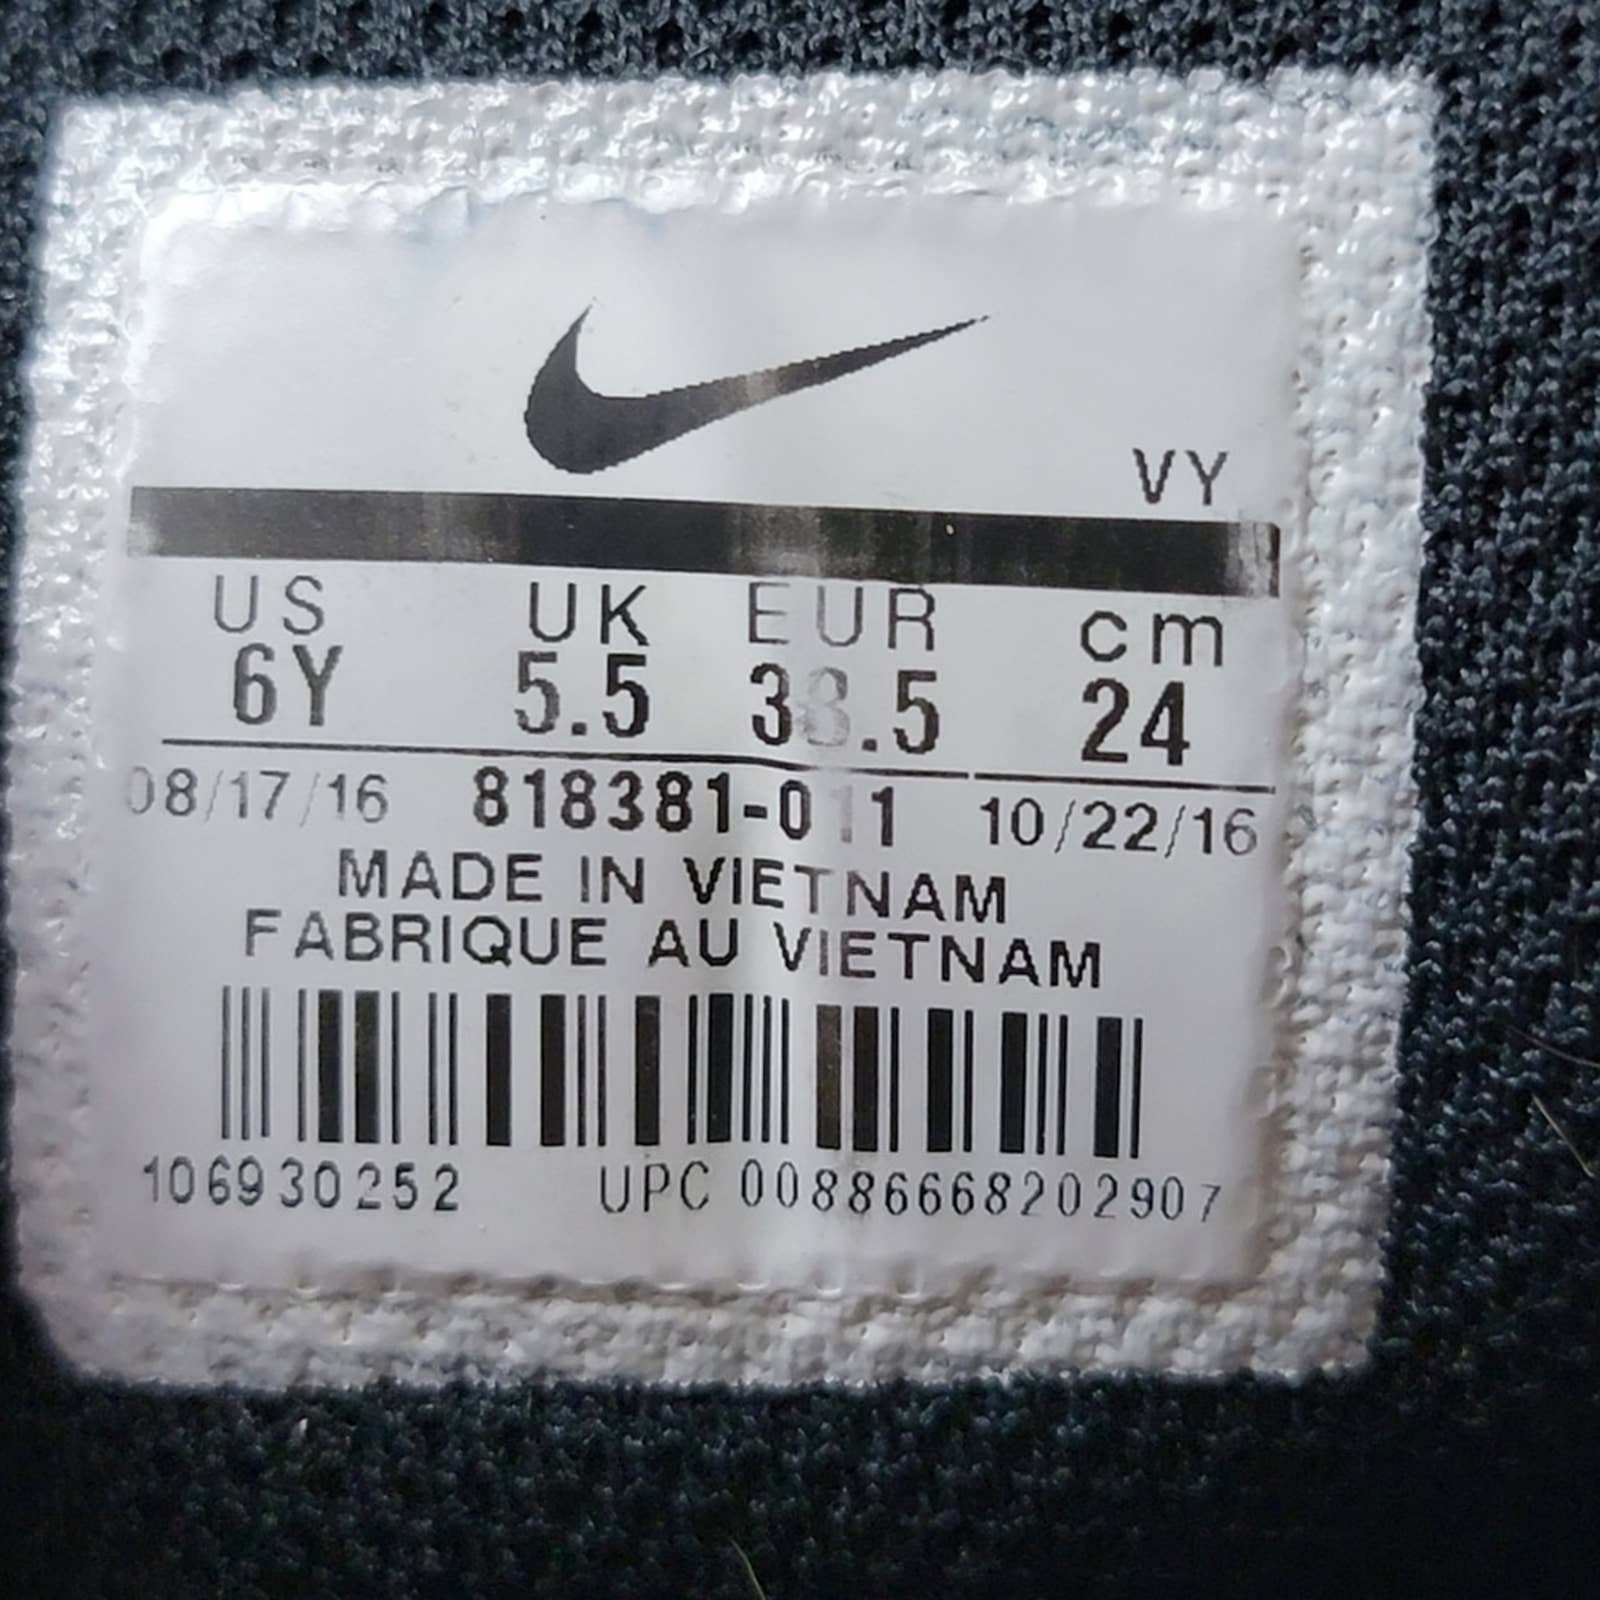 VY
US UK EUR cm
6Y 5.5 38.5 24
08/17/16 818381-011 10/22/16
MADE IN VIETNAM
FABRIQUE AU VIETNAM
106930252 UPC 00886668202907